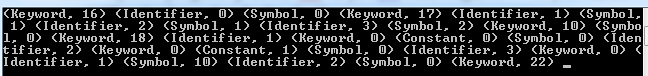 (Keyword, 16) (Identifier, 0) (Symbol, 0) (Keyword, 17) (Identifier, 1) (Symbol,
 1) (Identifier, 2) (Symbol, 1) (Identifier, 3) (Symbol, 2) (Keyword, 10) (Symbo
l, 0) (Keyword, 18) (Identifier, 1) (Keyword, 0) (Constant, 0) (Symbol, 0) (Iden
tifier, 2) (Keyword, 0) (Constant, 1) (Symbol, 0) (Identifier, 3) (Keyword, 0) (
Identifier, 1) (Symbol, 10) (Identifier, 2) (Symbol, 0) (Keyword, 22) _